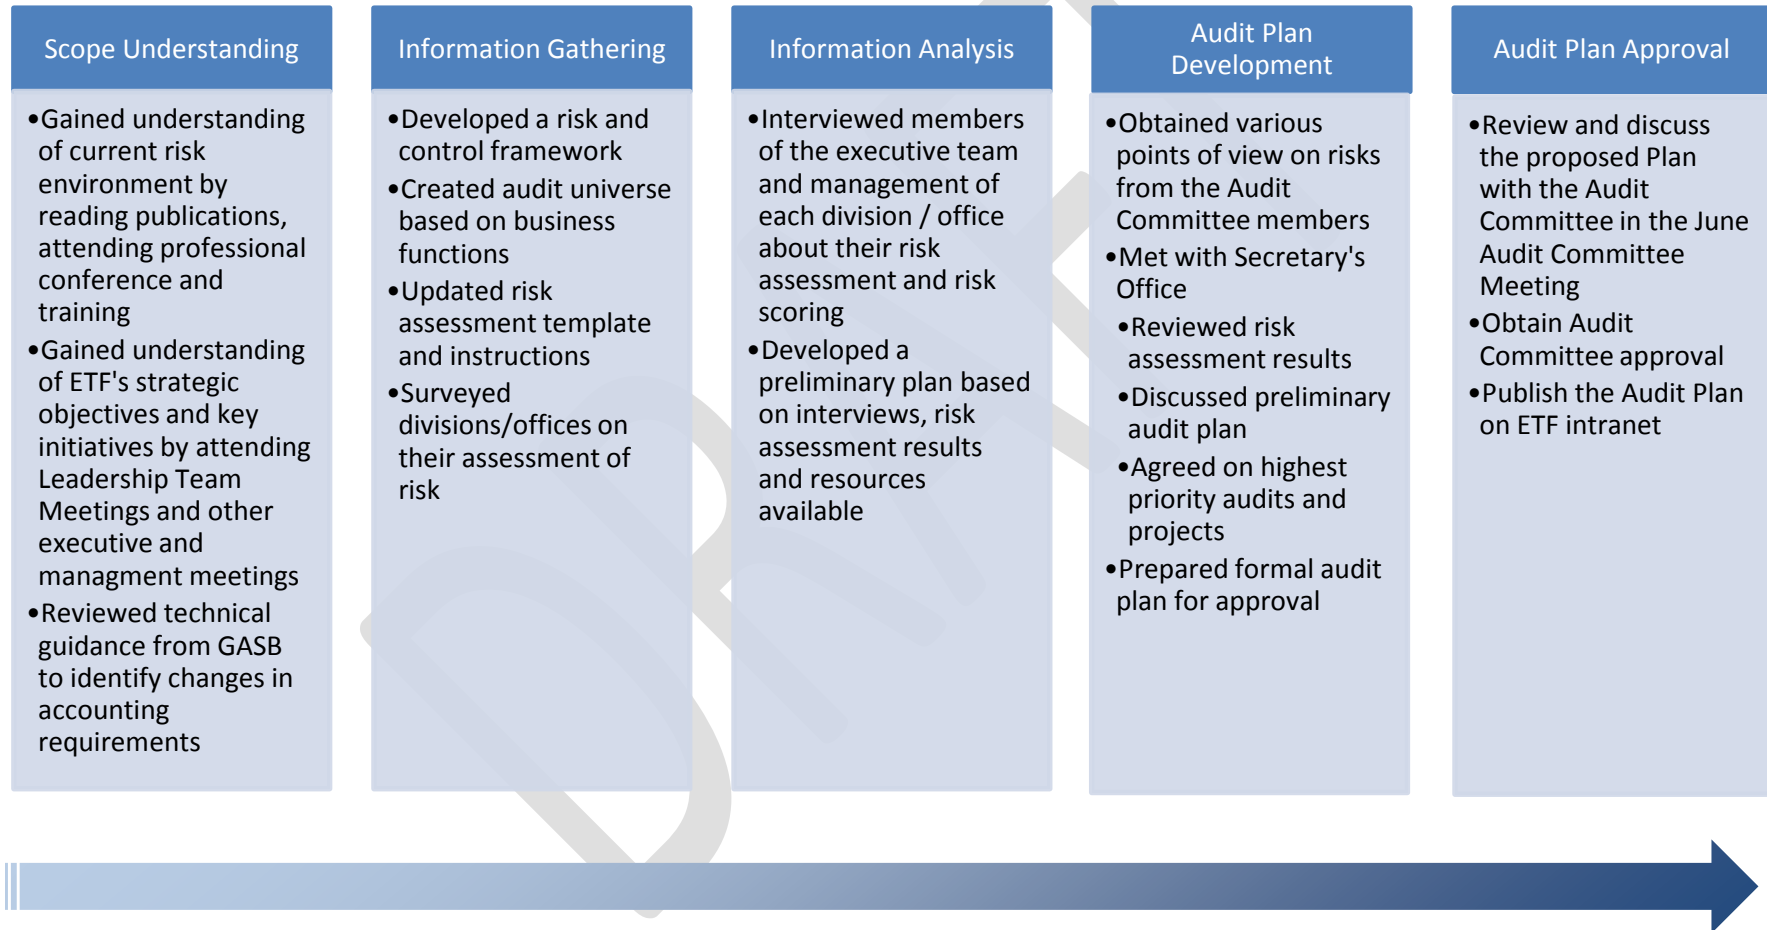 Scope Understanding
•Gained understanding
of current risk
environment by
reading publications,
attending professional
conference and
training
•Gained understanding
of ETF's strategic
objectives and key
initiatives by attending
Leadership Team
Meetings and other
executive and
managment meetings
•Reviewed technical
guidance from GASB
to identify changes in
accounting
requirements
Information Gathering
•Developed a risk and
control framework
•Created audit universe
based on business
functions
•Updated risk
assessment template
and instructions
•Surveyed
divisions/offices on
their assessment of
risk
Information Analysis
•Interviewed members
of the executive team
and management of
each division / office
about their risk
assessment and risk
scoring
•Developed a
preliminary plan based
on interviews, risk
assessment results
and resources
available
Audit Plan
Development
•Obtained various
points of view on risks
from the Audit
Committee members
•Met with Secretary's
Office
•Reviewed risk
assessment results
•Discussed preliminary
audit plan
•Agreed on highest
priority audits and
projects
•Prepared formal audit
plan for approval
Audit Plan Approval
•Review and discuss
the proposed Plan
with the Audit
Committee in the June
Audit Committee
Meeting
•Obtain Audit
Committee approval
•Publish the Audit Plan
on ETF intranet
DRAFT